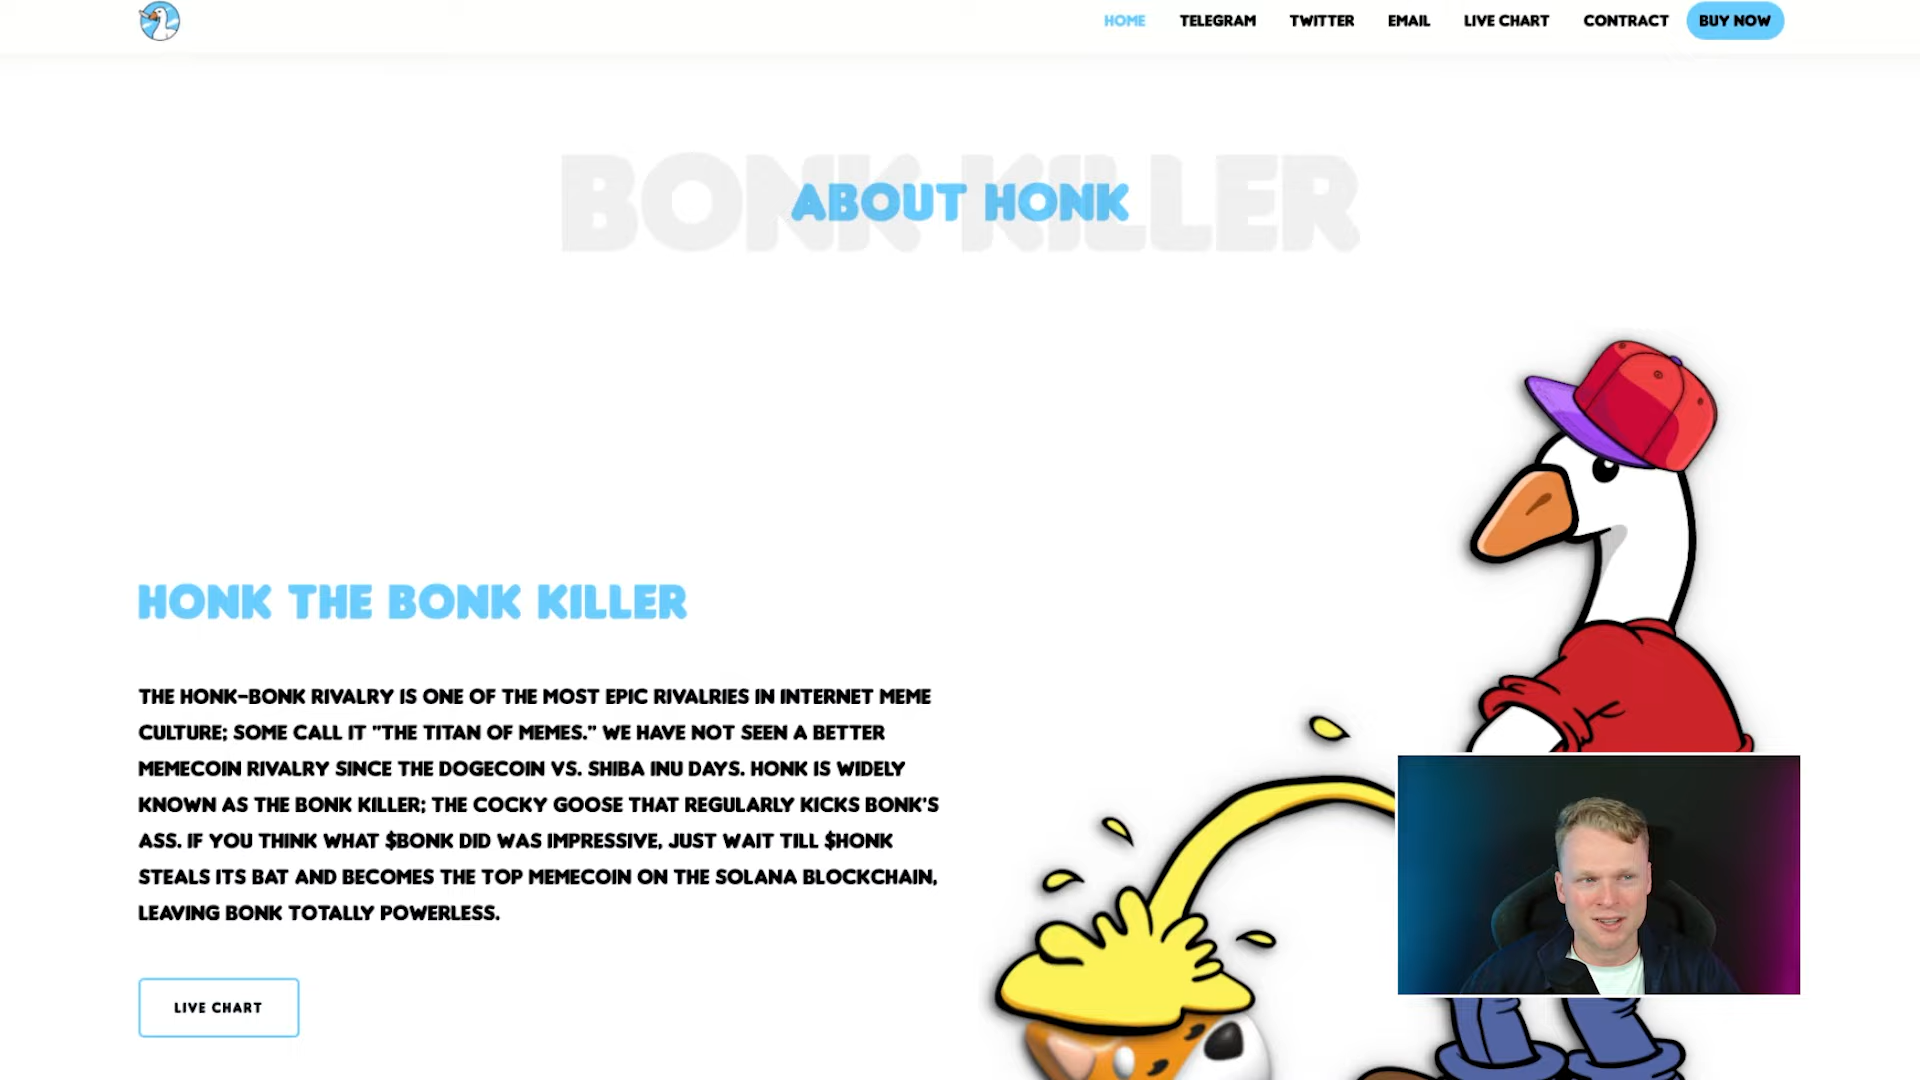 HOME TELEGRAM TWITTER EMAIL LIVE CHART CONTRACT BUY NOW
BONK KILLER
ABOUT HONK
HONK THE BONK KILLER
THE HONK-BONK RIVALRY IS ONE OF THE MOST EPIC RIVALRIES IN INTERNET MEME
CULTURE; SOME CALL IT "THE TITAN OF MEMES." WE HAVE NOT SEEN A BETTER
MEMECOIN RIVALRY SINCE THE DOGECOIN VS. SHIBA INU DAYS. HONK IS WIDELY
KNOWN AS THE BONK KILLER; THE COCKY GOOSE THAT REGULARLY KICKS BONK'S
ASS. IF YOU THINK WHAT $BONK DID WAS IMPRESSIVE, JUST WAIT TILL $HONK
STEALS ITS BAT AND BECOMES THE TOP MEMECOIN ON THE SOLANA BLOCKCHAIN,
LEAVING BONK TOTALLY POWERLESS.
LIVE CHART